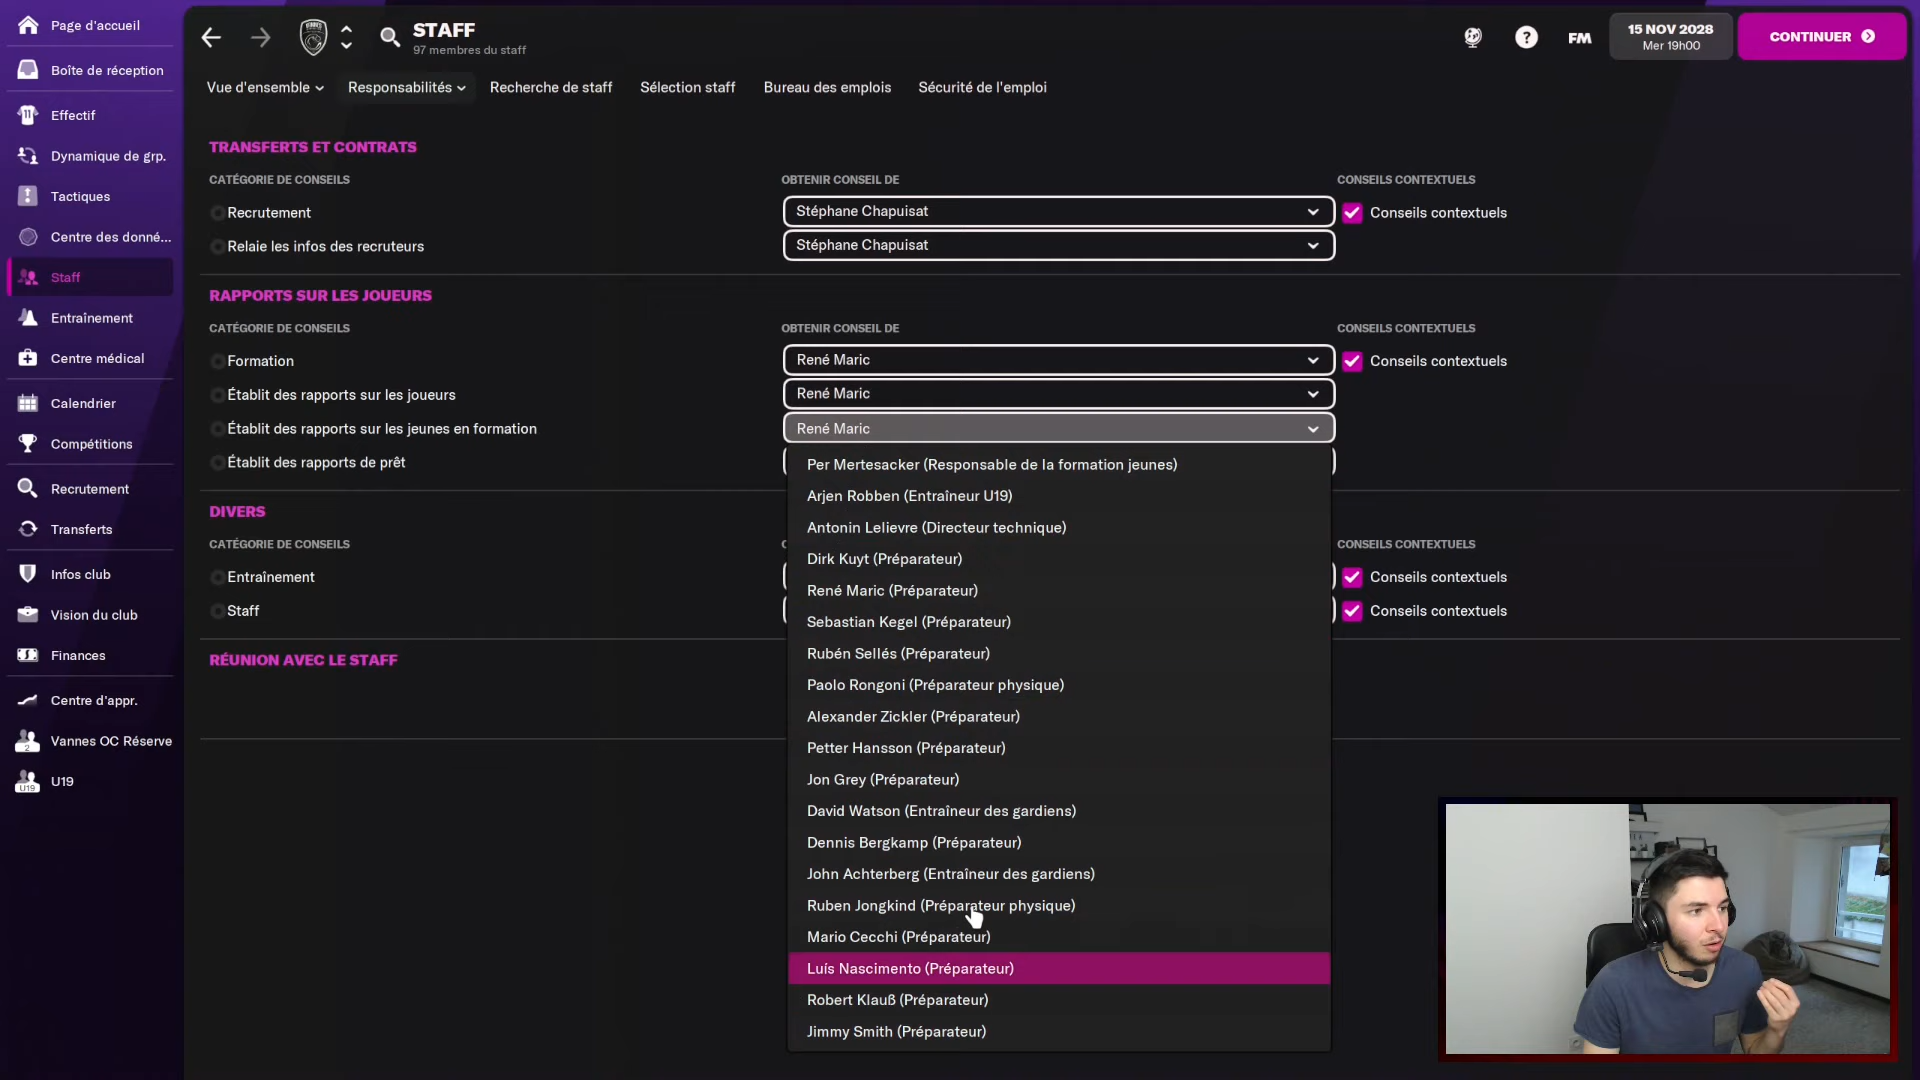 Page d'accueil
Boîte de réception
Effectif
Dynamique de grp.
Tactiques
Centre des donné...
Staff
Entraînement
Centre médical
Calendrier
Compétitions
Recrutement
Transferts
Infos club
Vision du club
Finances
Centre d'appr.
2
Vannes OC Réserve
U19
U19
STAFF
97 membres du staff
?
FM
15 NOV 2028
Mer 19h00
CONTINUER
Vue d'ensemble
Responsabilités
Recherche de staff
Sélection staff
Bureau des emplois
Sécurité de l'emploi
TRANSFERTS ET CONTRATS
CATÉGORIE DE CONSEILS
OBTENIR CONSEIL DE
CONSEILS CONTEXTUELS
Recrutement
Stéphane Chapuisat
Conseils contextuels
Relaie les infos des recruteurs
Stéphane Chapuisat
RAPPORTS SUR LES JOUEURS
CATÉGORIE DE CONSEILS
OBTENIR CONSEIL DE
CONSEILS CONTEXTUELS
Formation
René Maric
Conseils contextuels
Établit des rapports sur les joueurs
René Maric
Établit des rapports sur les jeunes en formation
René Maric
Établit des rapports de prêt
DIVERS
CATÉGORIE DE CONSEILS
CONSEILS CONTEXTUELS
Entraînement
Conseils contextuels
Staff
Conseils contextuels
RÉUNION AVEC LE STAFF
Per Mertesacker (Responsable de la formation jeunes)
Arjen Robben (Entraîneur U19)
Antonin Lelievre (Directeur technique)
Dirk Kuyt (Préparateur)
René Maric (Préparateur)
Sebastian Kegel (Préparateur)
Rubén Sellés (Préparateur)
Paolo Rongoni (Préparateur physique)
Alexander Zickler (Préparateur)
Petter Hansson (Préparateur)
Jon Grey (Préparateur)
David Watson (Entraîneur des gardiens)
Dennis Bergkamp (Préparateur)
John Achterberg (Entraîneur des gardiens)
Ruben Jongkind (Préparateur physique)
Mario Cecchi (Préparateur)
Luís Nascimento (Préparateur)
Robert Klauß (Préparateur)
Jimmy Smith (Préparateur)